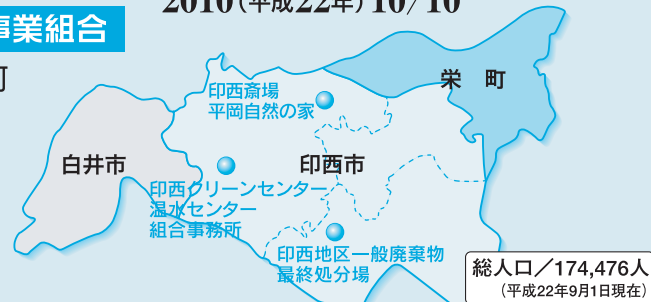 2010(平成22年)10/10
事業組合
町
栄 町
印西斎場
平岡自然の家
白井市
印西市
印西クリーンセンター
温水センター
組合事務所
印西地区一般廃棄物
最終処分場
総人口/174,476人
(平成22年9月1日現在)